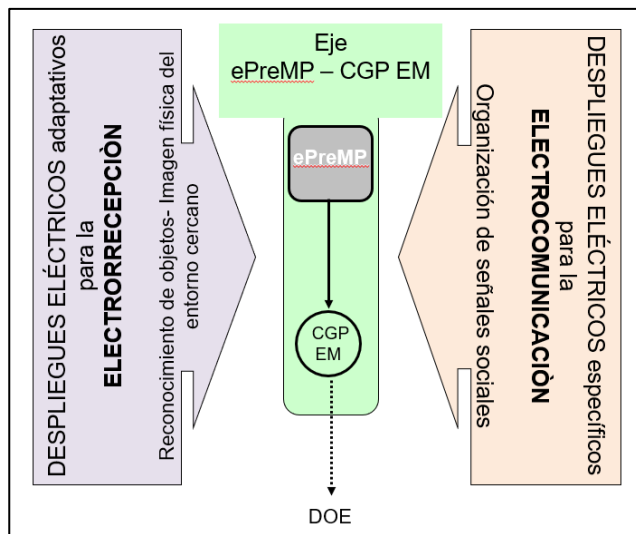 DESPLIEGUES ELÉCTRICOS adaptativos
para la
ELECTRORRECEPCIÒN
Reconocimiento de objetos- Imagen física del
entorno cercano
Eje
ePreMP – CGP EM
ePreMP
CGP
EM
DOE
DESPLIEGUES ELÉCTRICOS específicos
para la
ELECTROCOMUNICACIÒN
Organización de señales sociales